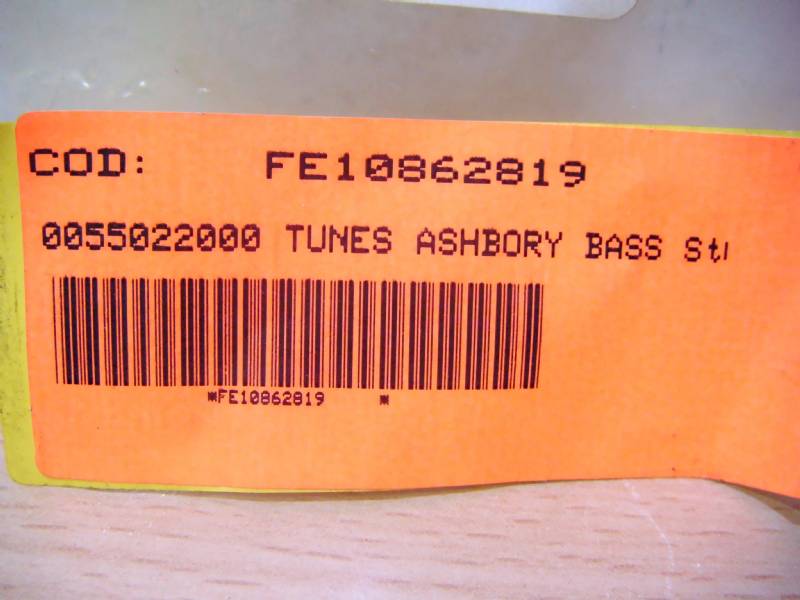 COD: FE10862819
0055022000 TUNES ASHBORY BASS
*FE10862819 *